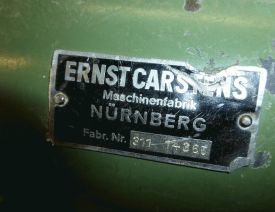 ERNST CARSTENS
Maschinenfabrik
NÜRNBERG
Fabr. Nr.